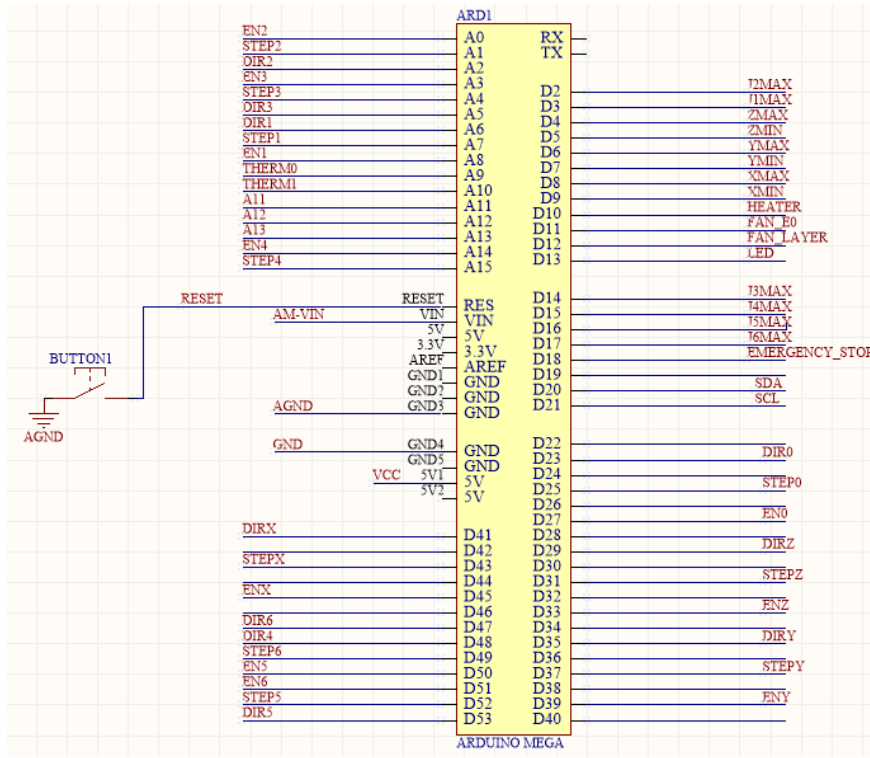 ARD1
EN2
STEP2
DIR2
EN3
STEP3
DIR3
DIR1
STEP1
EN1
THERM0
THERM1
A11
A12
A13
EN4
STEP4
A0
A1
A2
A3
A4
A5
A6
A7
A8
A9
A10
A11
A12
A13
A14
A15
RX
TX
D2
D3
D4
D5
D6
D7
D8
D9
D10
D11
D12
D13
J2MAX
J1MAX
ZMAX
ZMIN
YMAX
YMIN
XMAX
XMIN
HEATER
FAN_E0
FAN_LAYER
LED
RESET
AM-VIN
BUTTON1
AGND
AGND
GND
VCC
RESET
VIN
5V
3.3V
AREF
GND1
GND2
GND3
GND4
GND5
5V1
5V2
RES
VIN
5V
3.3V
AREF
GND
GND
GND
GND
GND
5V
5V
D14
D15
D16
D17
D18
D19
D20
D21
J3MAX
J4MAX
J5MAX
J6MAX
EMERGENCY_STOP
SDA
SCL
D22
D23
D24
D25
D26
D27
D28
D29
D30
D31
D32
D33
D34
D35
D36
D37
D38
D39
D40
DIR0
STEP0
EN0
DIRZ
STEPZ
ENZ
DIRY
STEPY
ENY
DIRX
STEPX
ENX
DIR6
DIR4
STEP6
EN5
EN6
STEP5
DIR5
D41
D42
D43
D44
D45
D46
D47
D48
D49
D50
D51
D52
D53
ARDUINO MEGA